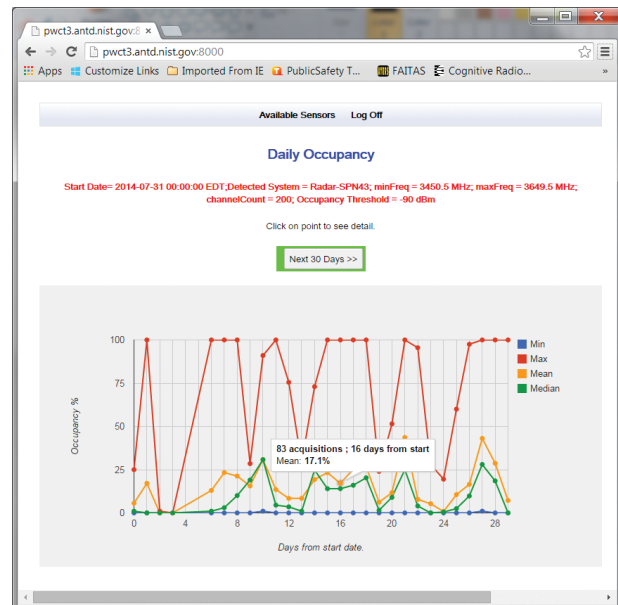 pwct3.antd.nist.gov:8
pwct3.antd.nist.gov:8000
Apps Customize Links Imported From IE PublicSafety T... FAITAS Cognitive Radio... »
Available Sensors Log Off
Daily Occupancy
Start Date= 2014-07-31 00:00:00 EDT;Detected System = Radar-SPN43; minFreq = 3450.5 MHz; maxFreq = 3649.5 MHz;
channelCount = 200; Occupancy Threshold = -90 dBm
Click on point to see detail.
Next 30 Days >>
100
75
50
25
0
Occupancy %
Min
Max
Mean
Median
83 acquisitions ; 16 days from start
Mean: 17.1%
0 4 8 12 16 20 24 28
Days from start date.